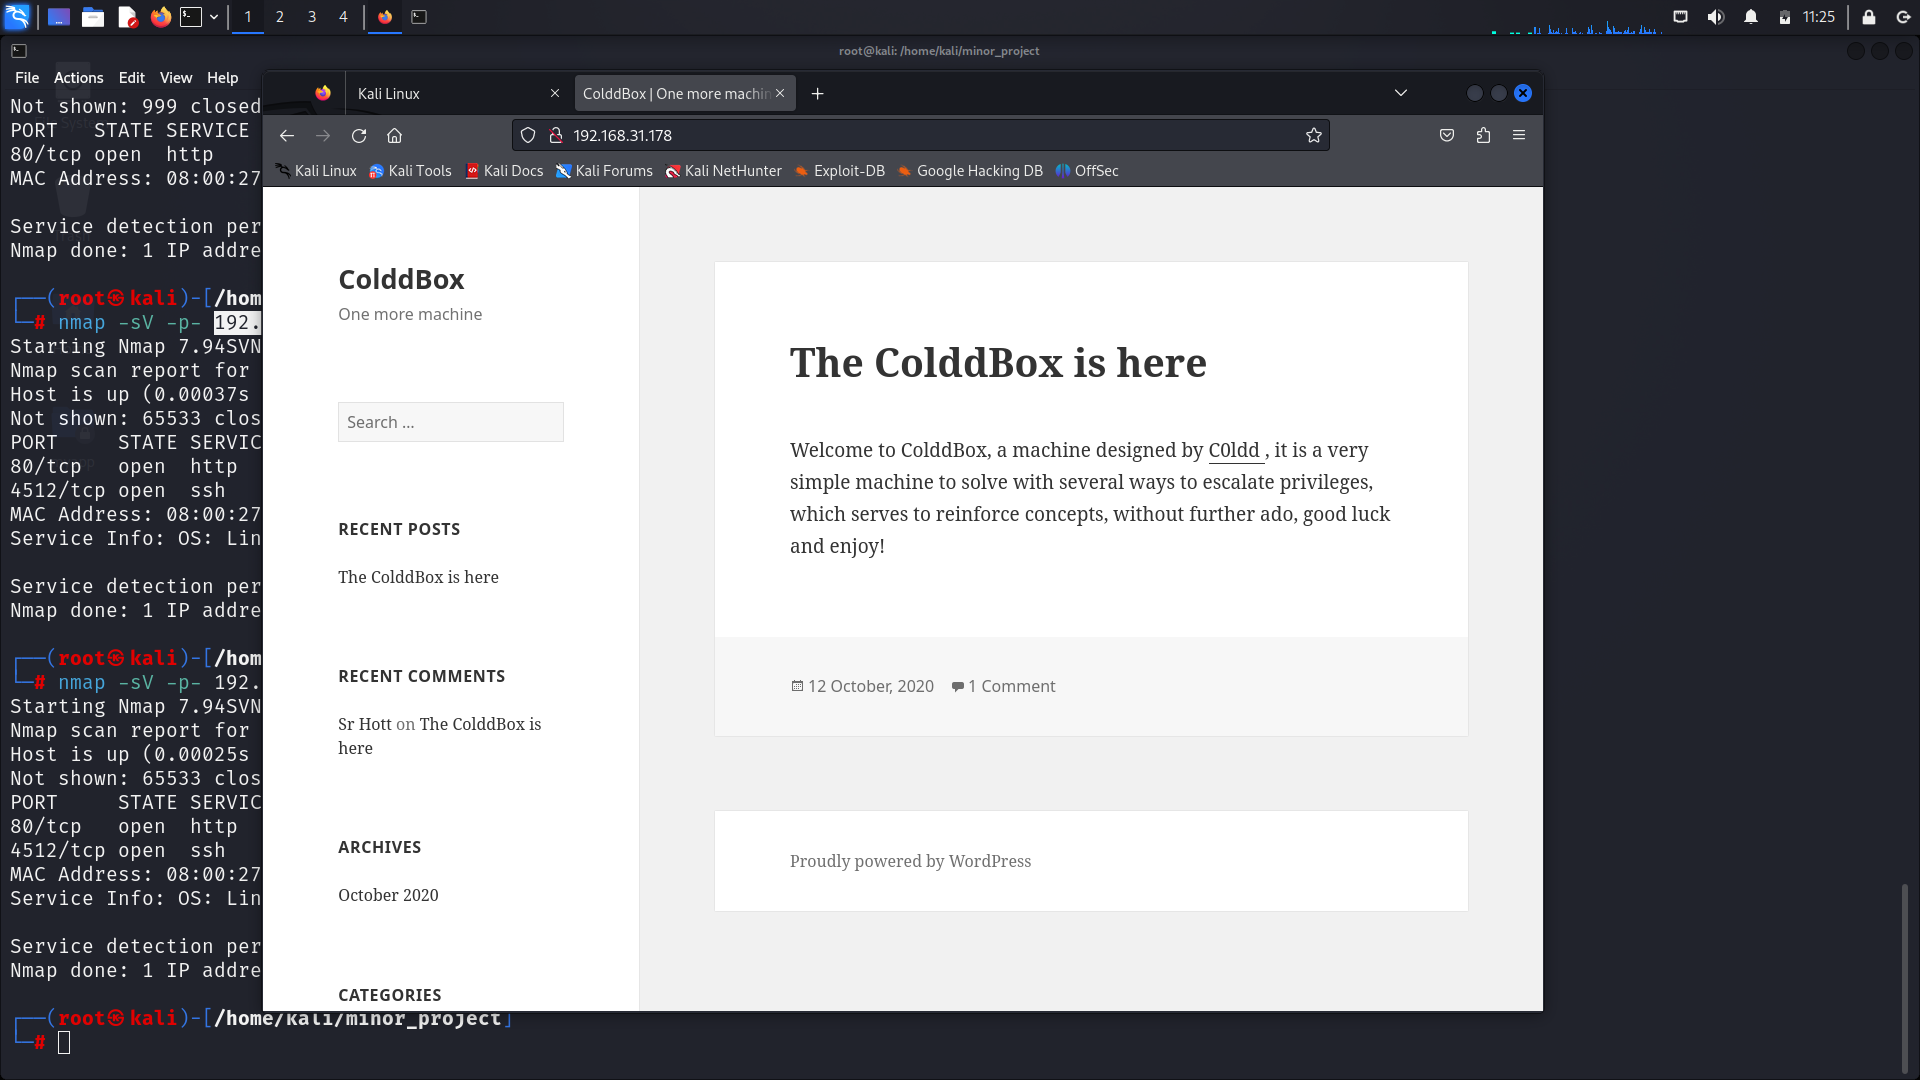 1 2 3 4 11:25
root@kali: /home/kali/minor_project
File Actions Edit View Help
Not shown: 999 closed
PORT STATE SERVICE
80/tcp open http
MAC Address: 08:00:27
Service detection per
Nmap done: 1 IP addre
(root㉿kali)-[/hom
# nmap -sV -p- 192.
Starting Nmap 7.94SVN
Nmap scan report for
Host is up (0.00037s
Not shown: 65533 clos
PORT STATE SERVIC
80/tcp open http
4512/tcp open ssh
MAC Address: 08:00:27
Service Info: OS: Lin
Service detection per
Nmap done: 1 IP addre
(root㉿kali)-[/hom
# nmap -sV -p- 192.
Starting Nmap 7.94SVN
Nmap scan report for
Host is up (0.00025s
Not shown: 65533 clos
PORT STATE SERVIC
80/tcp open http
4512/tcp open ssh
MAC Address: 08:00:27
Service Info: OS: Lin
Service detection per
Nmap done: 1 IP addre
(root㉿kali)-[/home/kali/minor_project]
#
Kali Linux ColddBox | One more machin
192.168.31.178
Kali Linux Kali Tools Kali Docs Kali Forums Kali NetHunter Exploit-DB Google Hacking DB OffSec
ColddBox
One more machine
Search ...
RECENT POSTS
The ColddBox is here
RECENT COMMENTS
Sr Hott on The ColddBox is
here
ARCHIVES
October 2020
CATEGORIES
The ColddBox is here
Welcome to ColddBox, a machine designed by C0ldd , it is a very
simple machine to solve with several ways to escalate privileges,
which serves to reinforce concepts, without further ado, good luck
and enjoy!
12 October, 2020 1 Comment
Proudly powered by WordPress